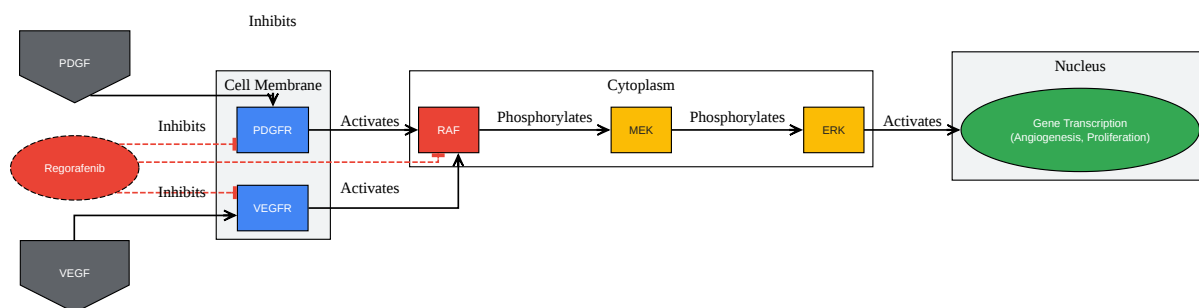 Inhibits
PDGF
Cell Membrane
Cytoplasm
Nucleus
Inhibits
PDGFR
Activates
RAF
Phosphorylates
MEK
Phosphorylates
ERK
Activates
Gene Transcription
(Angiogenesis, Proliferation)
Regorafenib
Inhibits
VEGFR
Activates
VEGF